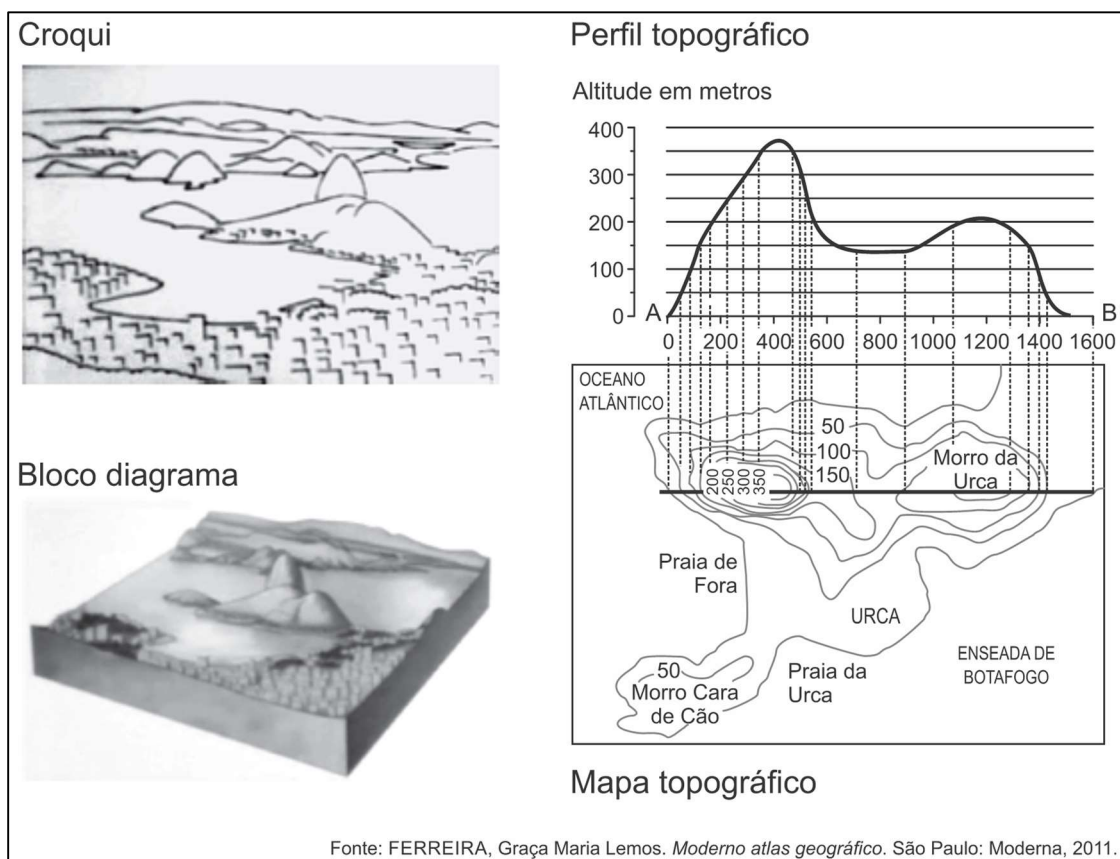 Croqui
Bloco diagrama
Perfil topográfico
Altitude em metros
400
300
200
100
0
A
B
0 200 400 600 800 1000 1200 1400 1600
OCEANO
ATLÂNTICO
50
100
150
200
250
300
350
Morro da
Urca
Praia de
Fora
URCA
ENSEADA DE
BOTAFOGO
Praia da
Urca
50
Morro Cara
de Cão
Mapa topográfico
Fonte: FERREIRA, Graça Maria Lemos. Moderno atlas geográfico. São Paulo: Moderna, 2011.